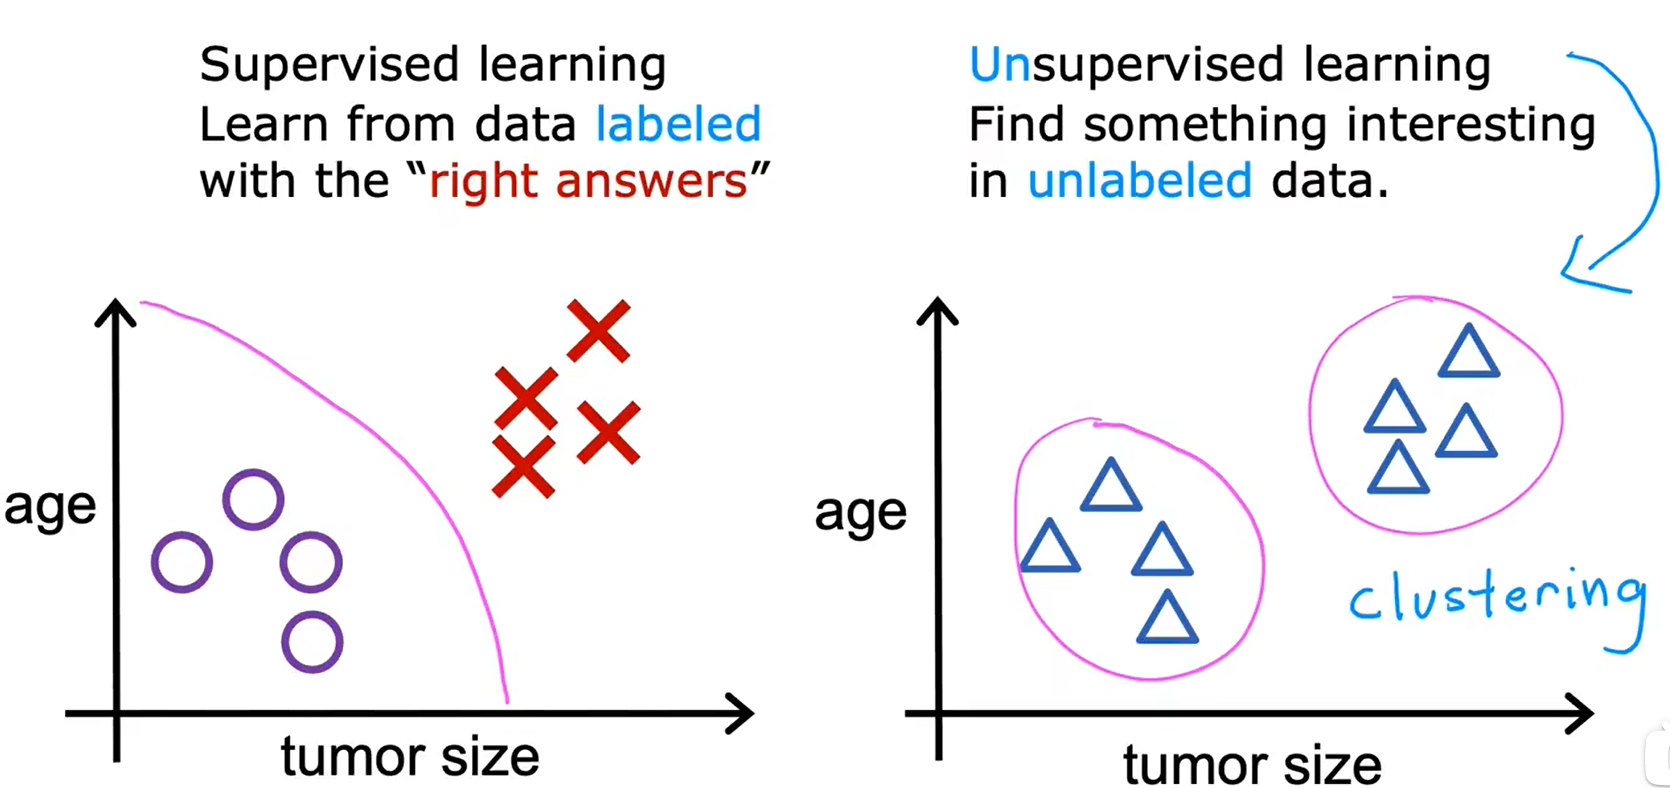 Supervised learning
Learn from data labeled
with the “right answers”
age
tumor size
Unsupervised learning
Find something interesting
in unlabeled data.
age
clustering
tumor size